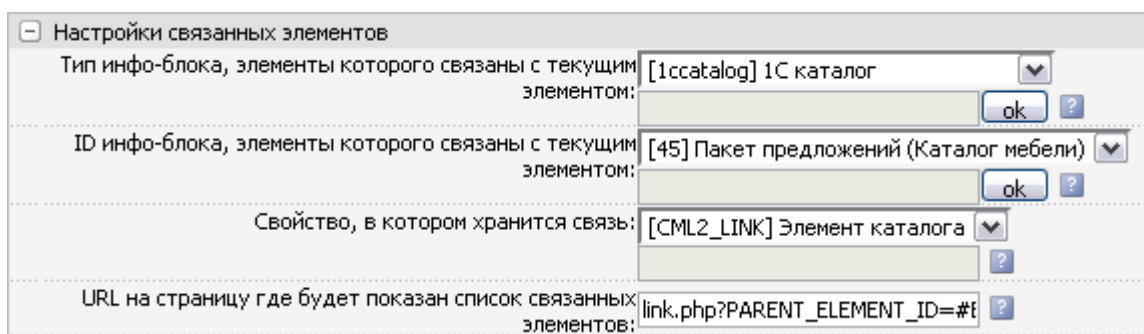 Настройки связанных элементов
Тип инфо-блока, элементы которого связаны с текущим
элементом:
[1ccatalog] 1С каталог
ok ?
ID инфо-блока, элементы которого связаны с текущим
элементом:
[45] Пакет предложений (Каталог мебели)
ok ?
Свойство, в котором хранится связь:
[CML2_LINK] Элемент каталога
?
URL на страницу где будет показан список связанных
элементов:
link.php?PARENT_ELEMENT_ID=#E ?